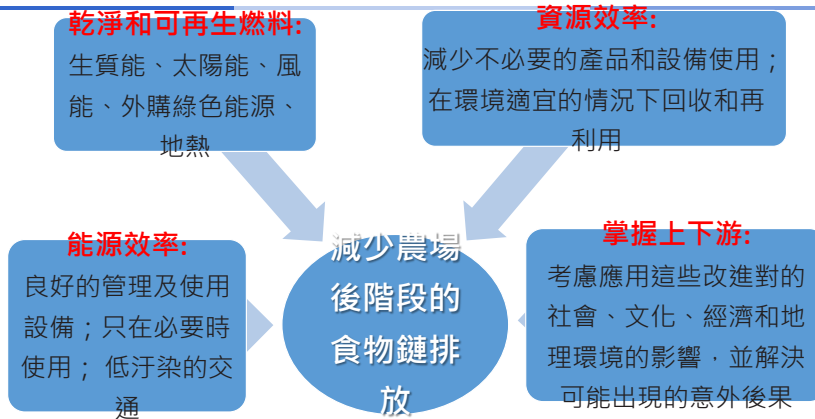 乾淨和可再生燃料:
生質能、太陽能、風
能、外購綠色能源、
地熱
資源效率:
減少不必要的產品和設備使用；
在環境適宜的情況下回收和再
利用
能源效率:
良好的管理及使用
設備；只在必要時
使用； 低汙染的交
通
減少農場
後階段的
食物鏈排
放
掌握上下游:
考慮應用這些改進對的
社會、文化、經濟和地
理環境的影響，並解決
可能出現的意外後果